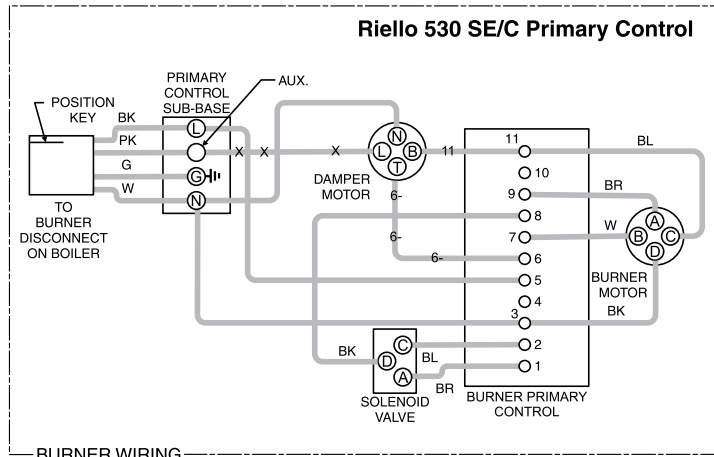 Riello 530 SE/C Primary Control
PRIMARY
CONTROL
SUB-BASE
AUX.
POSITION
KEY
BK
PK
G
W
L
G
N
TO
BURNER
DISCONNECT
ON BOILER
X
X
X
N
L
B
T
DAMPER
MOTOR
11
6-
6-
6-
11
10
9
8
7
6
5
4
3
2
1
BL
BR
W
A
B
C
D
BURNER
MOTOR
BK
BK
BL
BR
C
D
A
SOLENOID
VALVE
BURNER PRIMARY
CONTROL
BURNER WIRING